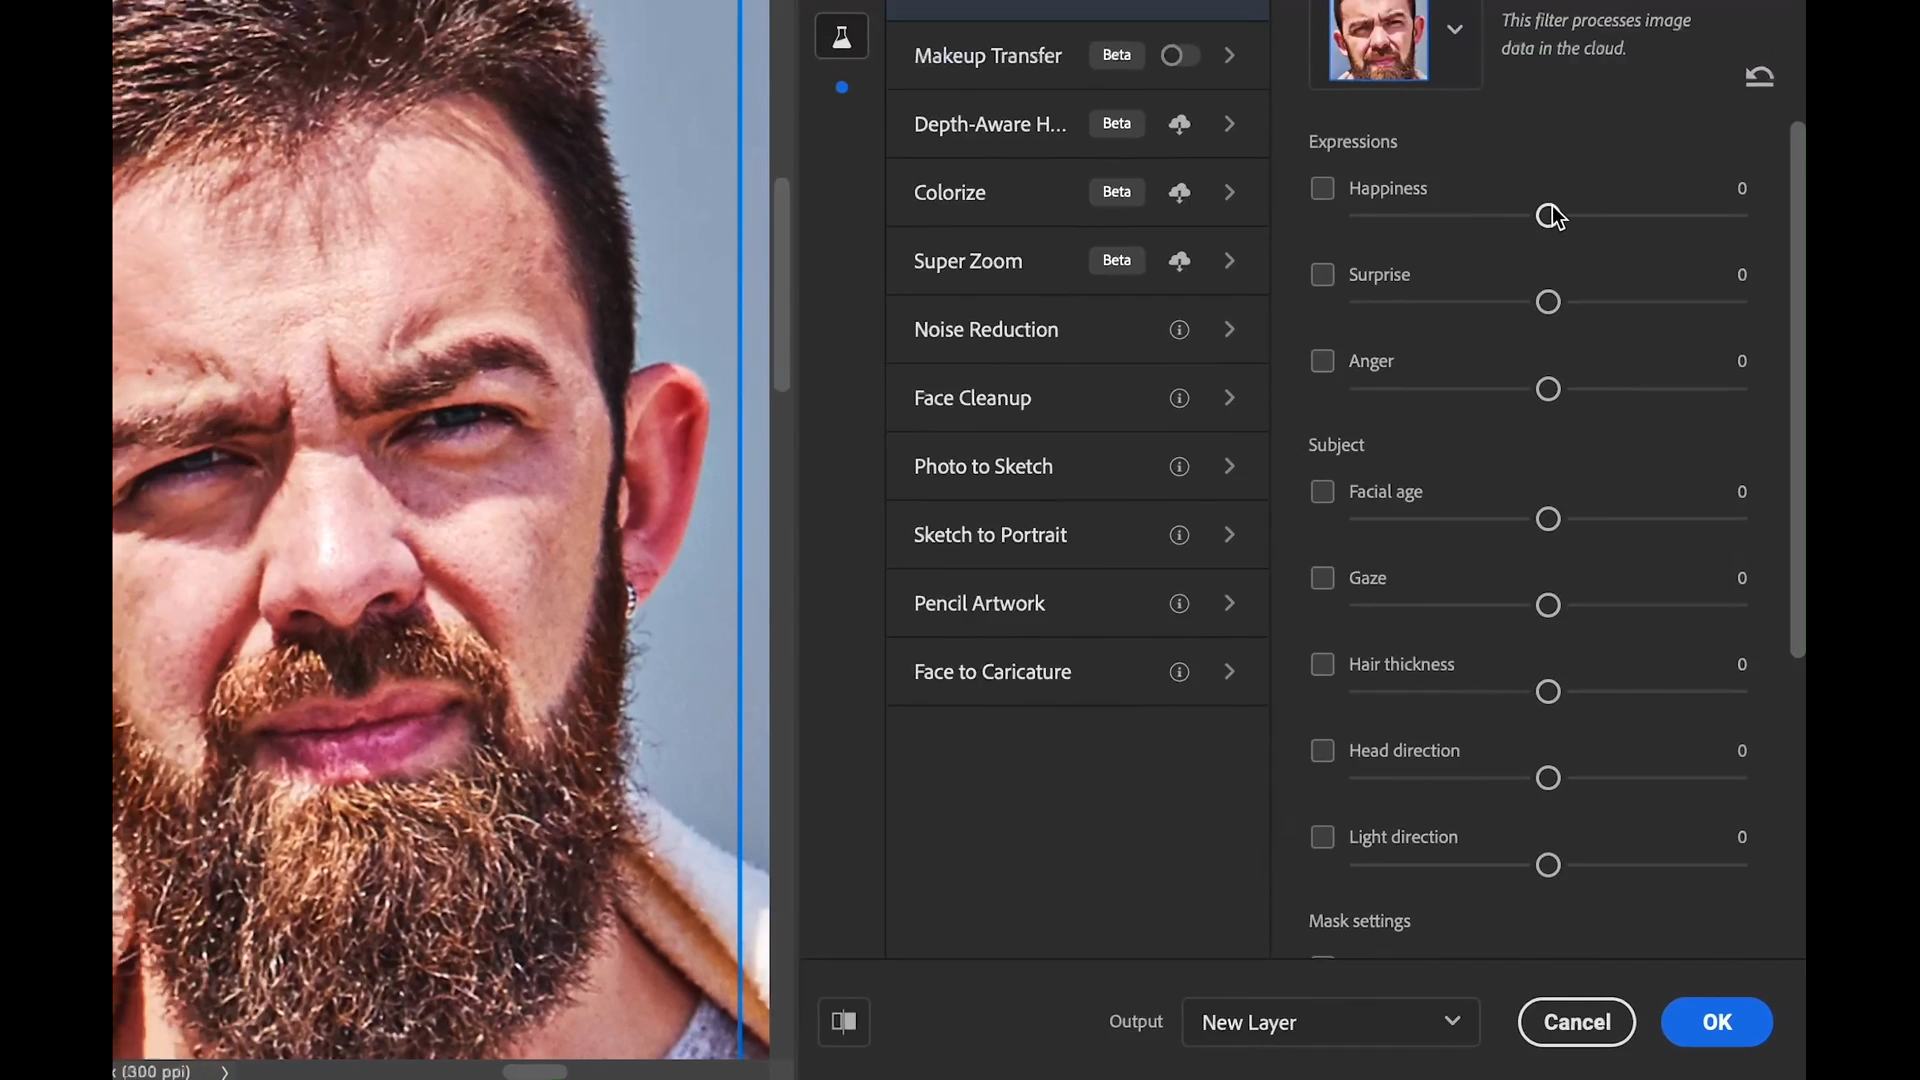 This filter processes image
data in the cloud.
Makeup Transfer Beta
Depth-Aware H... Beta
Colorize Beta
Super Zoom Beta
Noise Reduction
Face Cleanup
Photo to Sketch
Sketch to Portrait
Pencil Artwork
Face to Caricature
Expressions
Happiness 0
Surprise 0
Anger 0
Subject
Facial age 0
Gaze 0
Hair thickness 0
Head direction 0
Light direction 0
Mask settings
Output New Layer Cancel OK
(300 ppi)